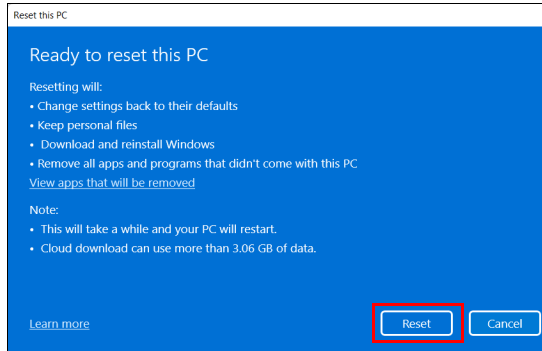 Reset this PC
Ready to reset this PC
Resetting will:
• Change settings back to their defaults
• Keep personal files
• Download and reinstall Windows
• Remove all apps and programs that didn't come with this PC
View apps that will be removed
Note:
• This will take a while and your PC will restart.
• Cloud download can use more than 3.06 GB of data.
Learn more
Reset
Cancel